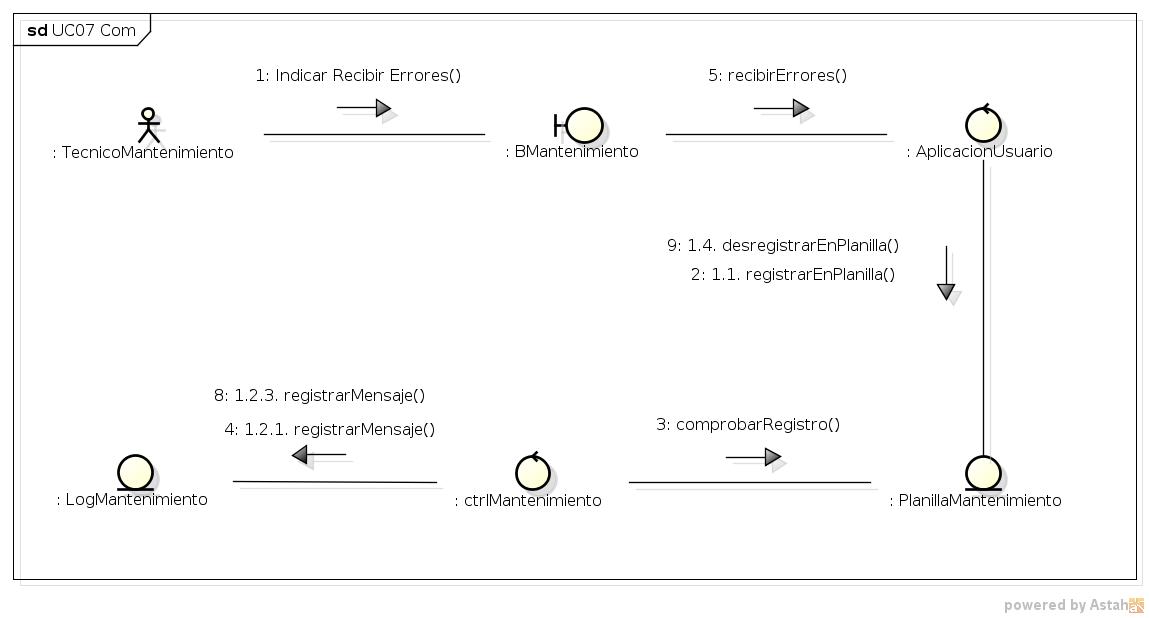 sd UC07 Com
1: Indicar Recibir Errores()
5: recibirErrores()
: TecnicoMantenimiento
: BMantenimiento
: AplicacionUsuario
9: 1.4. desregistrarEnPlanilla()
2: 1.1. registrarEnPlanilla()
8: 1.2.3. registrarMensaje()
4: 1.2.1. registrarMensaje()
3: comprobarRegistro()
: LogMantenimiento
: ctrlMantenimiento
: PlanillaMantenimiento
powered by Astah